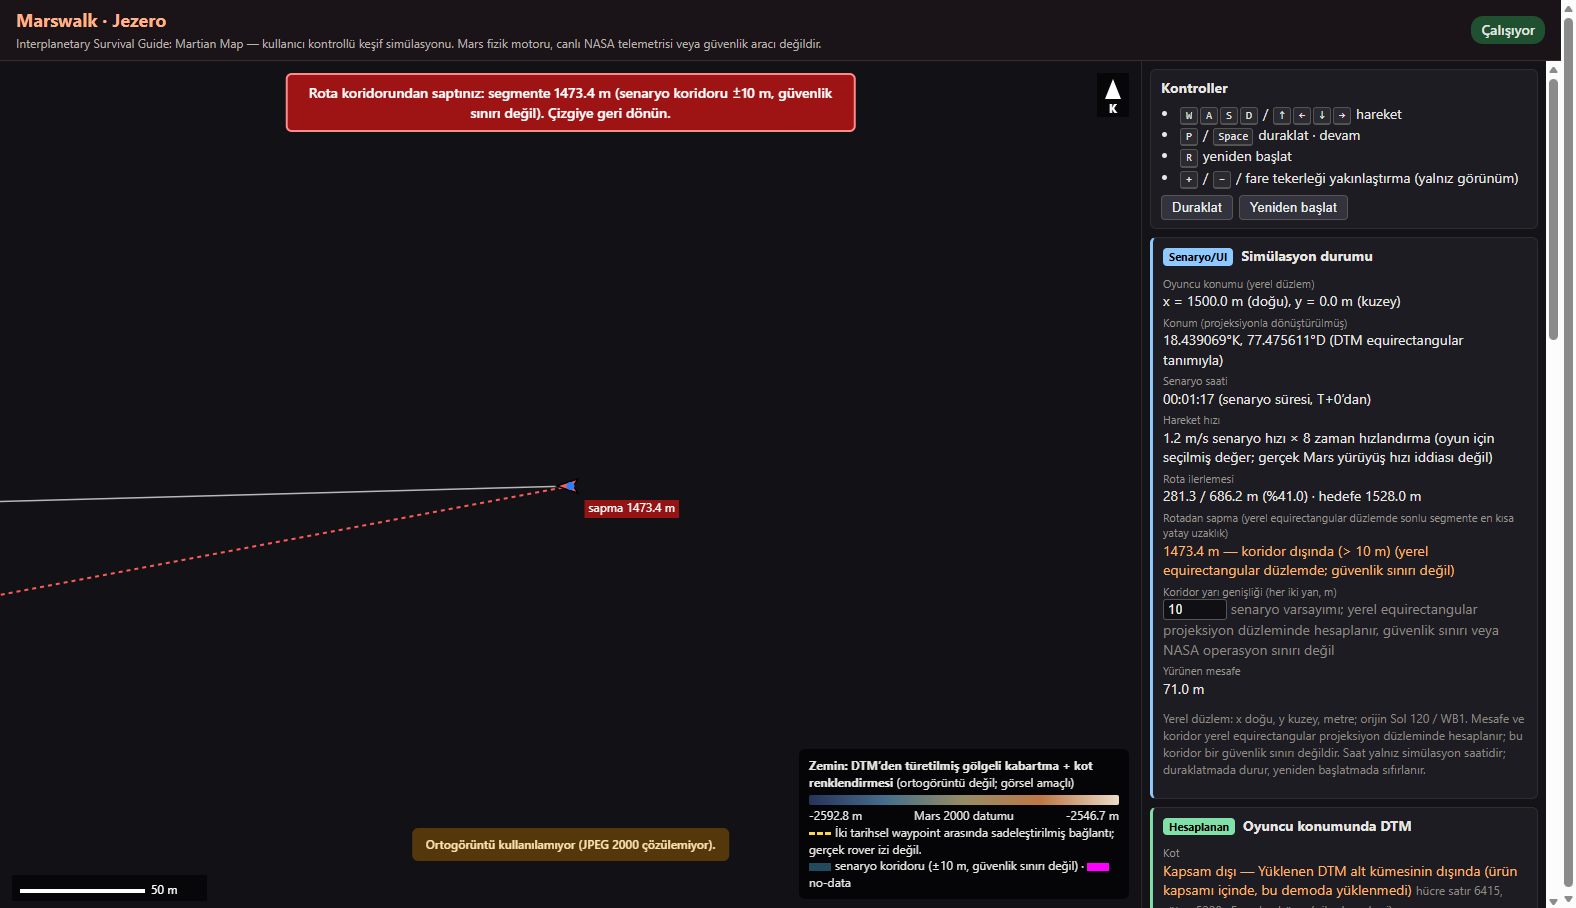 Marswalk · Jezero
Interplanetary Survival Guide: Martian Map — kullanıcı kontrollü keşif simülasyonu. Mars fizik motoru, canlı NASA telemetrisi veya güvenlik aracı değildir.
Çalışıyor
Rota koridorundan saptınız: segmente 1473.4 m (senaryo koridoru ±10 m, güvenlik
sınırı değil). Çizgiye geri dönün.
K
sapma 1473.4 m
Zemin: DTM'den türetilmiş gölgeli kabartma + kot
renklendirmesi (ortogörüntü değil; görsel amaçlı)
-2592.8 m Mars 2000 datumu -2546.7 m
İki tarihsel waypoint arasında sadeleştirilmiş bağlantı;
gerçek rover izi değil.
senaryo koridoru (±10 m, güvenlik sınırı değil) ·
no-data
Ortogörüntü kullanılamıyor (JPEG 2000 çözülemiyor).
50 m
Kontroller
W A S D / ↑ ← ↓ → hareket
P / Space duraklat · devam
R yeniden başlat
+ / − / fare tekerleği yakınlaştırma (yalnız görünüm)
Duraklat Yeniden başlat
Senaryo/UI Simülasyon durumu
Oyuncu konumu (yerel düzlem)
x = 1500.0 m (doğu), y = 0.0 m (kuzey)
Konum (projeksiyonla dönüştürülmüş)
18.439069°K, 77.475611°D (DTM equirectangular
tanımıyla)
Senaryo saati
00:01:17 (senaryo süresi, T+0'dan)
Hareket hızı
1.2 m/s senaryo hızı × 8 zaman hızlandırma (oyun için
seçilmiş değer; gerçek Mars yürüyüş hızı iddiası değil)
Rota ilerlemesi
281.3 / 686.2 m (%41.0) · hedefe 1528.0 m
Rotadan sapma (yerel equirectangular düzlemde sonlu segmente en kısa
yatay uzaklık)
1473.4 m — koridor dışında (> 10 m) (yerel
equirectangular düzlemde; güvenlik sınırı değil)
Koridor yarı genişliği (her iki yan, m)
10 senaryo varsayımı; yerel equirectangular
projeksiyon düzleminde hesaplanır, güvenlik sınırı veya
NASA operasyon sınırı değil
Yürünen mesafe
71.0 m
Yerel düzlem: x doğu, y kuzey, metre; orijin Sol 120 / WB1. Mesafe ve
koridor yerel equirectangular projeksiyon düzleminde hesaplanır; bu
koridor bir güvenlik sınırı değildir. Saat yalnız simülasyon saatidir;
duraklatmada durur, yeniden başlatmada sıfırlanır.
Hesaplanan Oyuncu konumunda DTM
Kot
Kapsam dışı — Yüklenen DTM alt kümesinin dışında (ürün
kapsamı içinde, bu demoda yüklenmedi) hücre satır 6415,